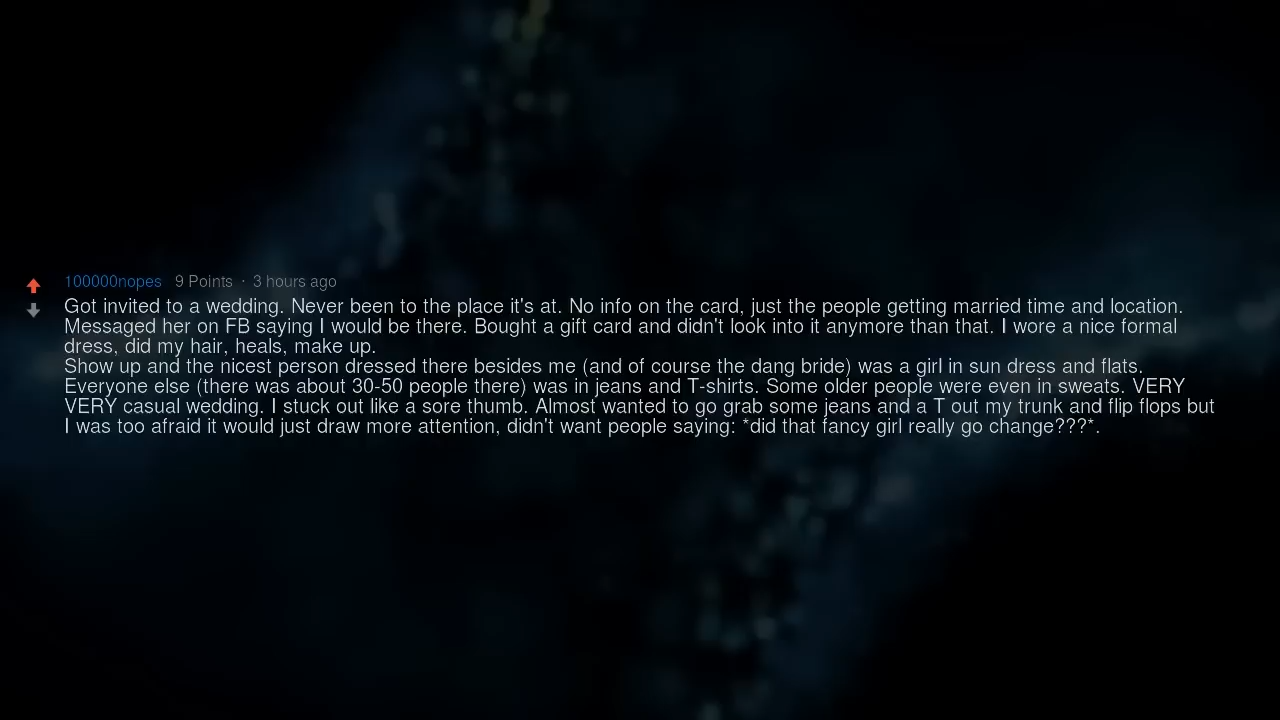 100000nopes 9 Points · 3 hours ago
Got invited to a wedding. Never been to the place it's at. No info on the card, just the people getting married time and location.
Messaged her on FB saying I would be there. Bought a gift card and didn't look into it anymore than that. I wore a nice formal
dress, did my hair, heals, make up.
Show up and the nicest person dressed there besides me (and of course the dang bride) was a girl in sun dress and flats.
Everyone else (there was about 30-50 people there) was in jeans and T-shirts. Some older people were even in sweats. VERY
VERY casual wedding. I stuck out like a sore thumb. Almost wanted to go grab some jeans and a T out my trunk and flip flops but
I was too afraid it would just draw more attention, didn't want people saying: *did that fancy girl really go change???*.